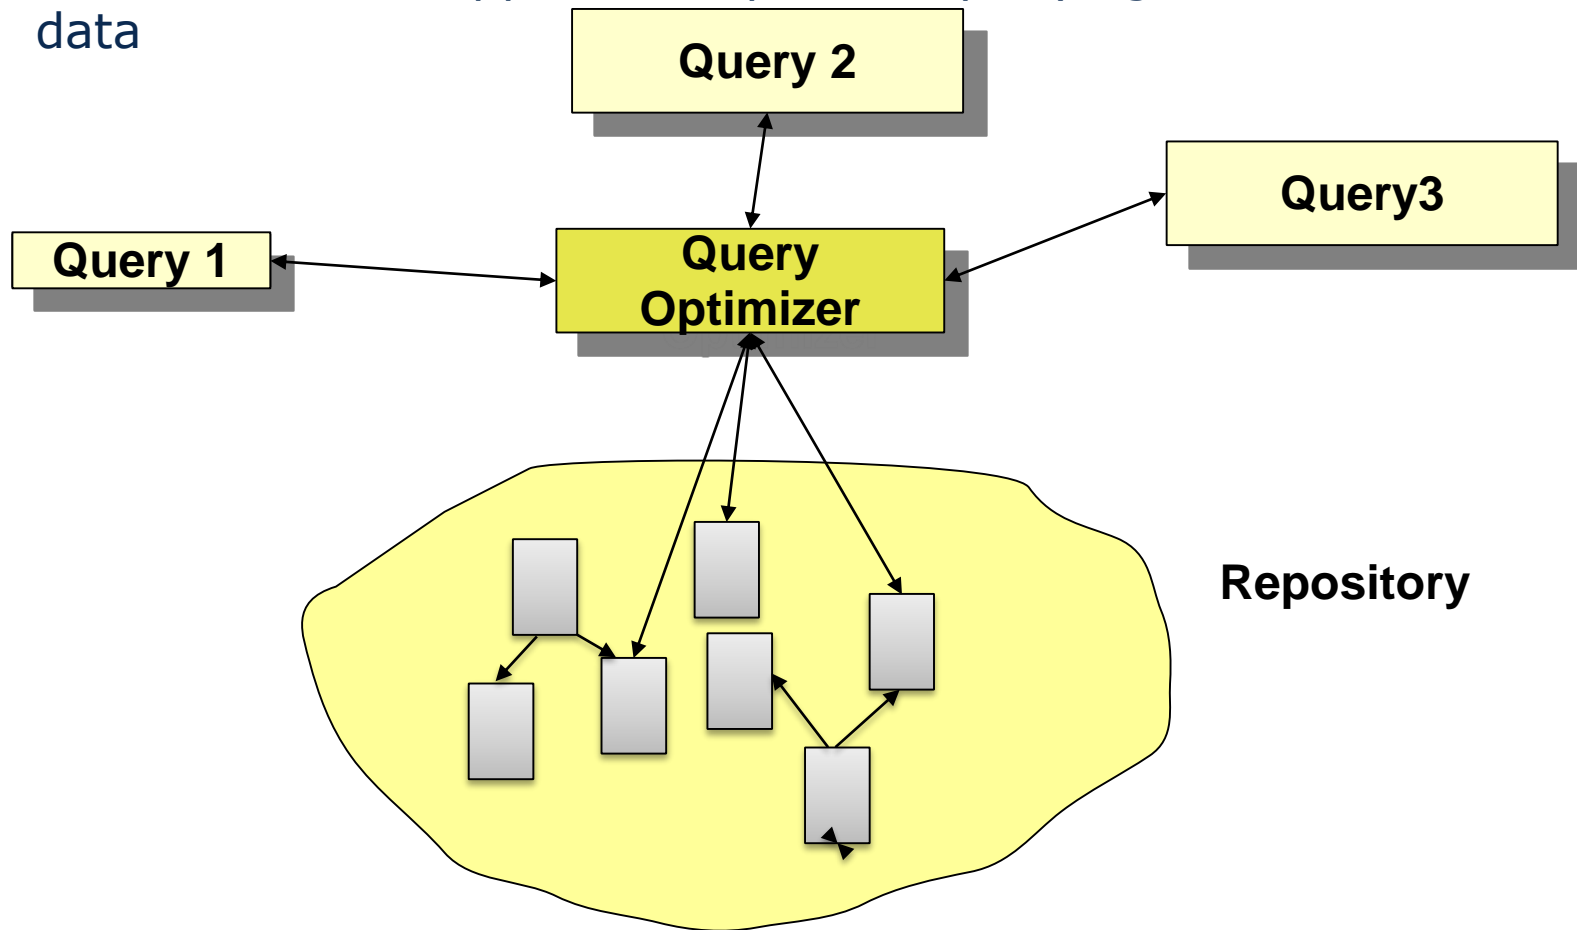 data
Query 2
Query3
Query 1
Query
Optimizer
Repository